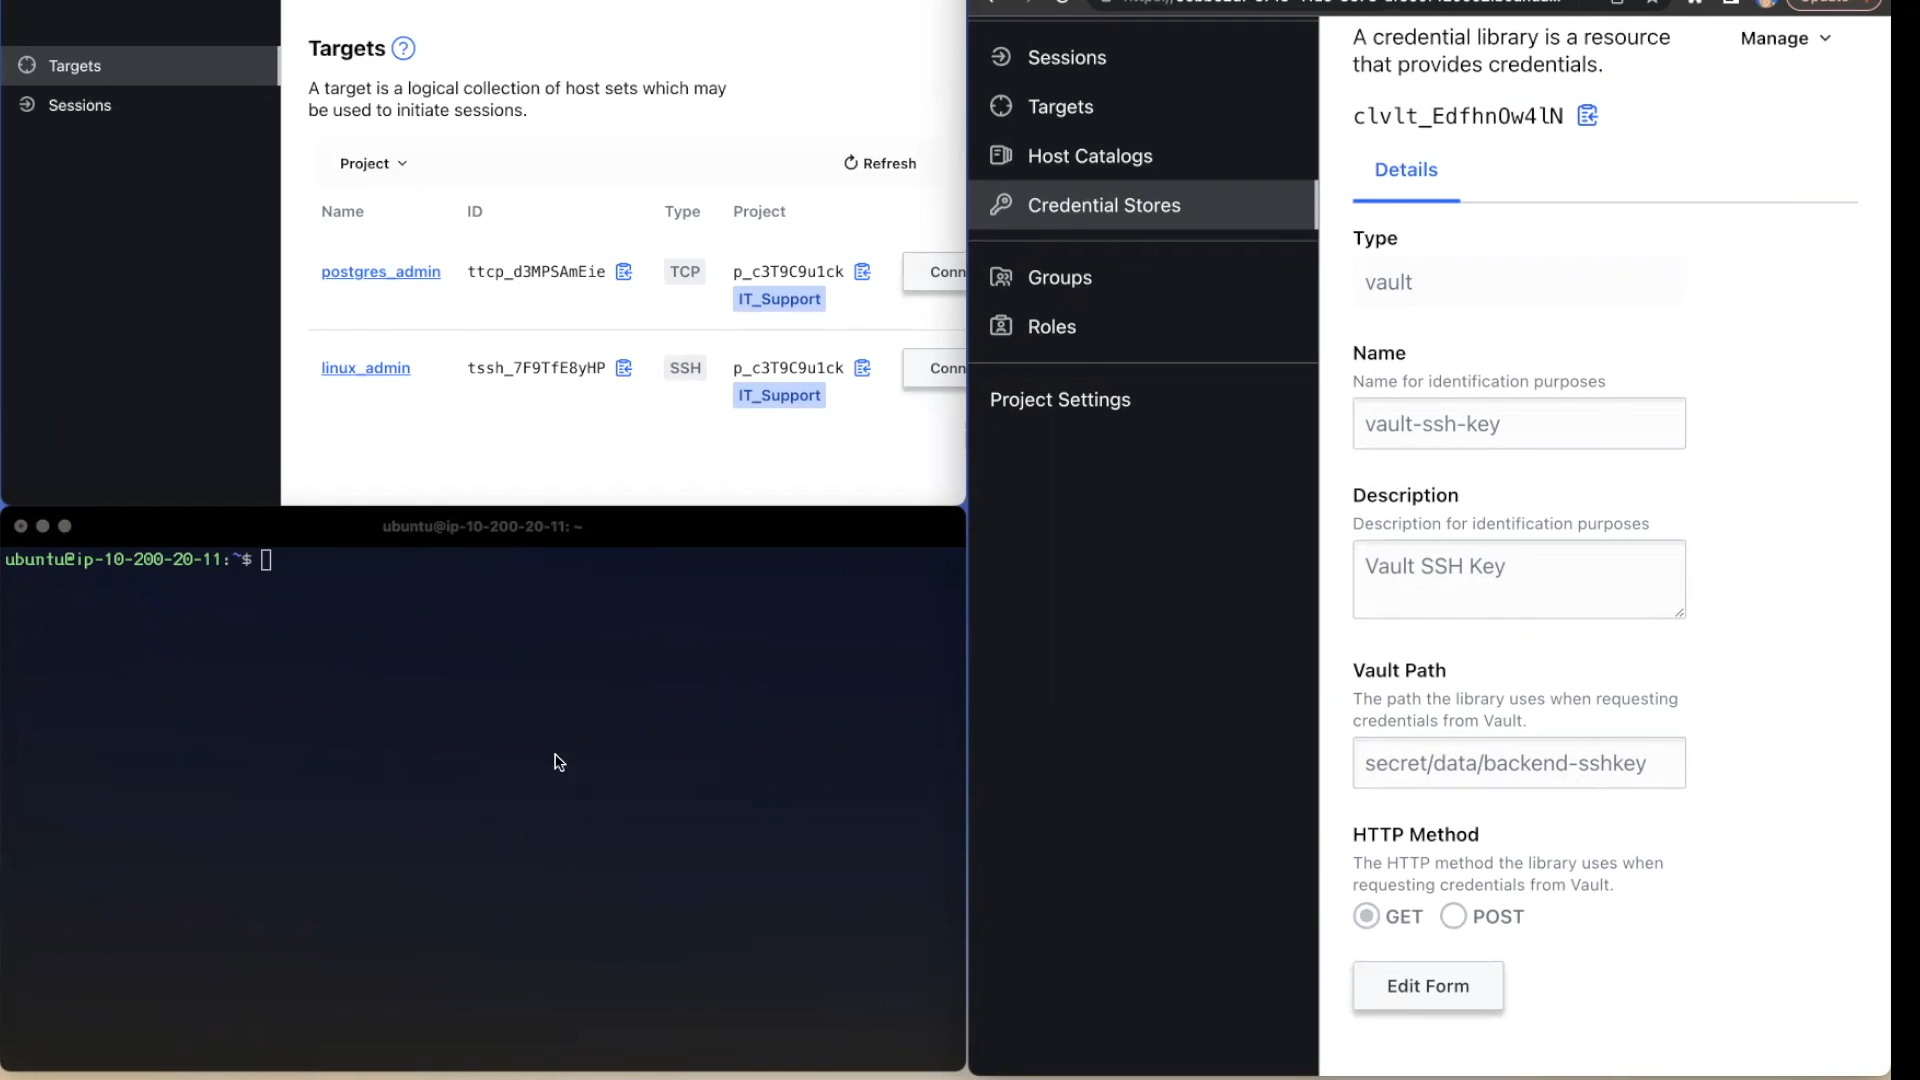 Targets
Sessions
Targets
A target is a logical collection of host sets which may
be used to initiate sessions.
Project
Refresh
Name ID Type Project
postgres_admin ttcp_d3MPSAmEie TCP p_c3T9C9u1ck Conn
IT_Support
linux_admin tssh_7F9TfE8yHP SSH p_c3T9C9u1ck Conn
IT_Support
ubuntu@ip-10-200-20-11: ~
ubuntu@ip-10-200-20-11:~$
Sessions
Targets
Host Catalogs
Credential Stores
Groups
Roles
Project Settings
A credential library is a resource
that provides credentials.
Manage
clvlt_EdfhnOw4lN
Details
Type
vault
Name
Name for identification purposes
vault-ssh-key
Description
Description for identification purposes
Vault SSH Key
Vault Path
The path the library uses when requesting
credentials from Vault.
secret/data/backend-sshkey
HTTP Method
The HTTP method the library uses when
requesting credentials from Vault.
GET POST
Edit Form